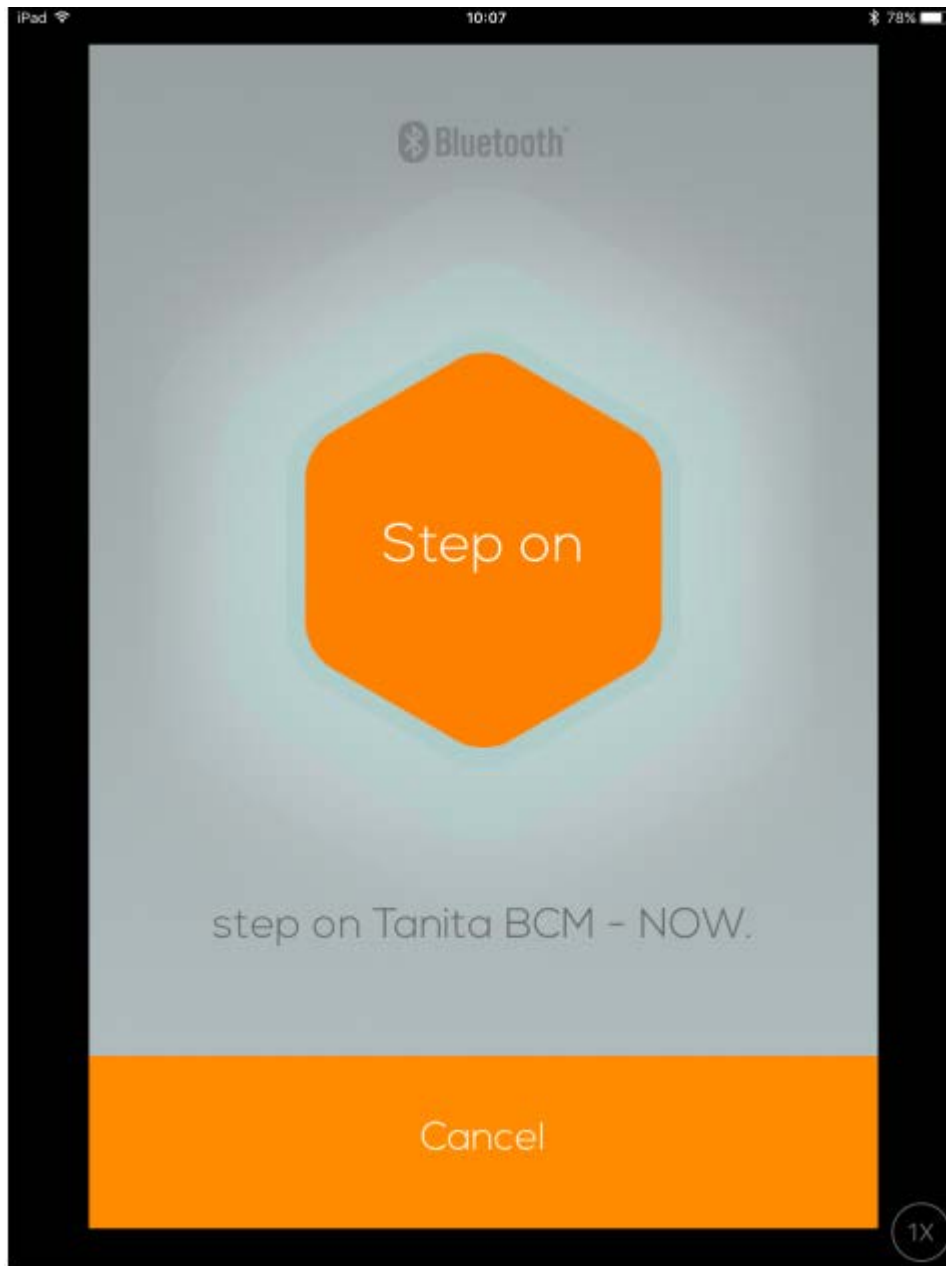 iPad 10:07 78%
Bluetooth
Step on
step on Tanita BCM - NOW.
Cancel
1X